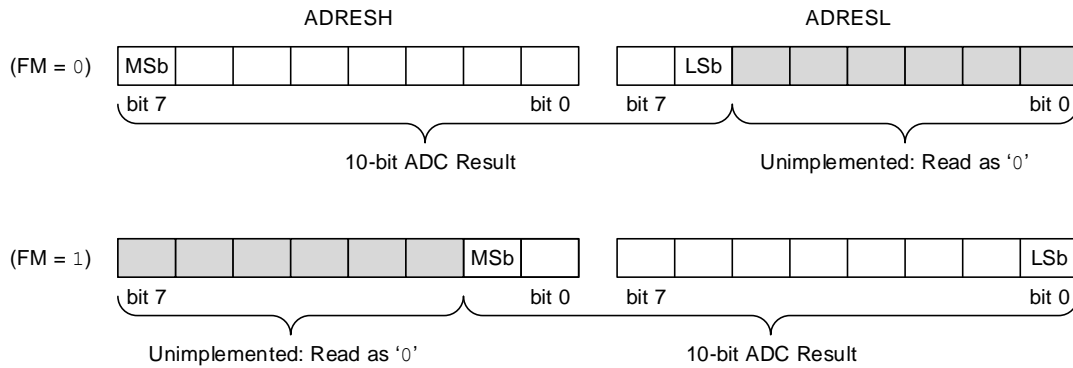 ADRESH ADRESL
(FM = 0) MSb LSb
bit 7 bit 0 bit 7 bit 0
10-bit ADC Result Unimplemented: Read as ‘0’
(FM = 1) MSb LSb
bit 7 bit 0 bit 7 bit 0
Unimplemented: Read as ‘0’ 10-bit ADC Result